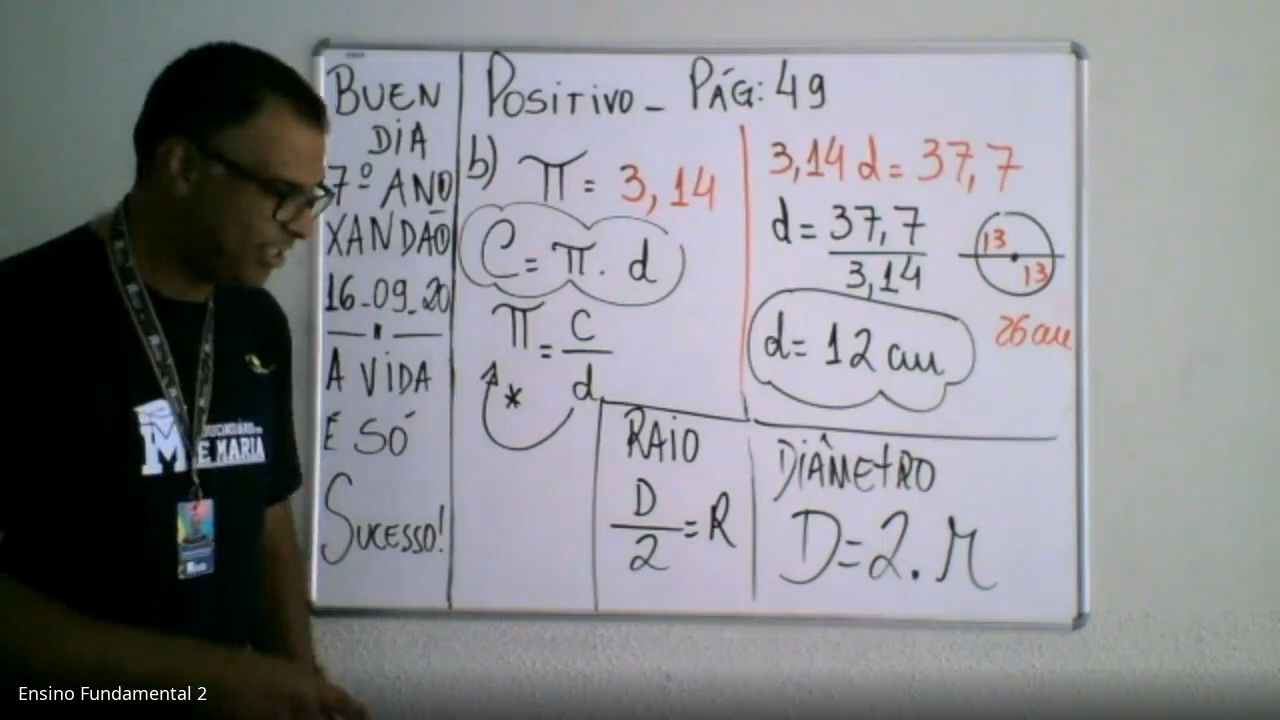 BUEN
DIA
7º ANO
XANDÃO
16-09-20
A VIDA
É SÓ
SUCESSO!
POSITIVO - PÁG: 49
b) π = 3,14
C = π . d
π = C
d
*
3,14 d = 37,7
d = 37,7
3,14
13
13
26 cm
d = 12 cm
RAIO
D
2 = R
DIÂMETRO
D = 2 . r
M
E MARIA
Ensino Fundamental 2